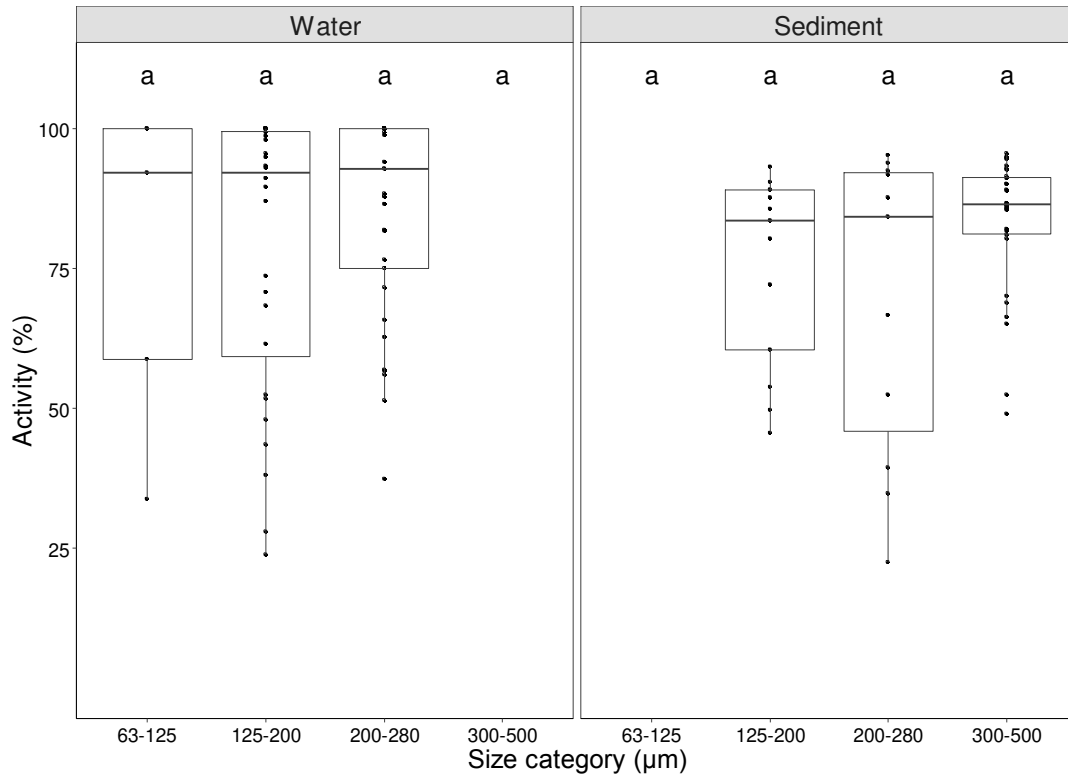 Water Sediment
a a a a a a a a
100
75
50
25
Activity (%)
63-125 125-200 200-280 300-500 63-125 125-200 200-280 300-500
Size category (µm)